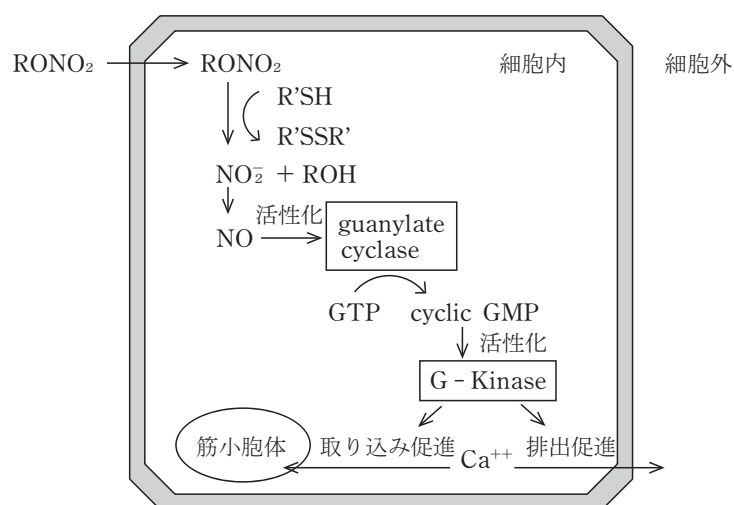 RONO₂ RONO₂ 細胞内 細胞外
R'SH
R'SSR'
NO₂⁻ + ROH
活性化
NO guanylate
cyclase
GTP cyclic GMP
活性化
G - Kinase
筋小胞体 取り込み促進 Ca⁺⁺ 排出促進